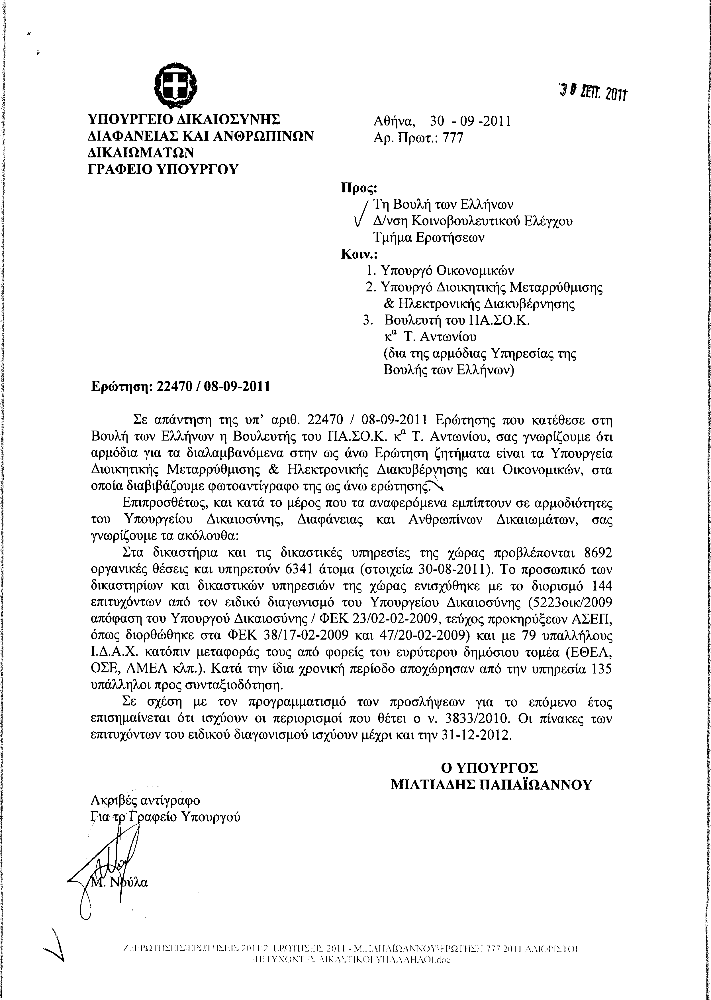 30 ΣΕΠ. 2011
ΥΠΟΥΡΓΕΙΟ ΔΙΚΑΙΟΣΥΝΗΣ
ΔΙΑΦΑΝΕΙΑΣ ΚΑΙ ΑΝΘΡΩΠΙΝΩΝ
ΔΙΚΑΙΩΜΑΤΩΝ
ΓΡΑΦΕΙΟ ΥΠΟΥΡΓΟΥ
Αθήνα, 30 - 09 -2011
Αρ. Πρωτ.: 777
Προς:
Τη Βουλή των Ελλήνων
Δ/νση Κοινοβουλευτικού Ελέγχου
Τμήμα Ερωτήσεων
Κοιν.:
1. Υπουργό Οικονομικών
2. Υπουργό Διοικητικής Μεταρρύθμισης
& Ηλεκτρονικής Διακυβέρνησης
3. Βουλευτή του ΠΑ.ΣΟ.Κ.
κα Τ. Αντωνίου
(δια της αρμόδιας Υπηρεσίας της
Βουλής των Ελλήνων)
Ερώτηση: 22470 / 08-09-2011
Σε απάντηση της υπ’ αριθ. 22470 / 08-09-2011 Ερώτησης που κατέθεσε στη
Βουλή των Ελλήνων η Βουλευτής του ΠΑ.ΣΟ.Κ. κα Τ. Αντωνίου, σας γνωρίζουμε ότι
αρμόδια για τα διαλαμβανόμενα στην ως άνω Ερώτηση ζητήματα είναι τα Υπουργεία
Διοικητικής Μεταρρύθμισης & Ηλεκτρονικής Διακυβέρνησης και Οικονομικών, στα
οποία διαβιβάζουμε φωτοαντίγραφο της ως άνω ερώτησης.
Επιπροσθέτως, και κατά το μέρος που τα αναφερόμενα εμπίπτουν σε αρμοδιότητες
του Υπουργείου Δικαιοσύνης, Διαφάνειας και Ανθρωπίνων Δικαιωμάτων, σας
γνωρίζουμε τα ακόλουθα:
Στα δικαστήρια και τις δικαστικές υπηρεσίες της χώρας προβλέπονται 8692
οργανικές θέσεις και υπηρετούν 6341 άτομα (στοιχεία 30-08-2011). Το προσωπικό των
δικαστηρίων και δικαστικών υπηρεσιών της χώρας ενισχύθηκε με το διορισμό 144
επιτυχόντων από τον ειδικό διαγωνισμό του Υπουργείου Δικαιοσύνης (5223οικ/2009
απόφαση του Υπουργού Δικαιοσύνης / ΦΕΚ 23/02-02-2009, τεύχος προκηρύξεων ΑΣΕΠ,
όπως διορθώθηκε στα ΦΕΚ 38/17-02-2009 και 47/20-02-2009) και με 79 υπαλλήλους
Ι.Δ.Α.Χ. κατόπιν μεταφοράς τους από φορείς του ευρύτερου δημόσιου τομέα (ΕΘΕΛ,
ΟΣΕ, ΑΜΕΛ κλπ.). Κατά την ίδια χρονική περίοδο αποχώρησαν από την υπηρεσία 135
υπάλληλοι προς συνταξιοδότηση.
Σε σχέση με τον προγραμματισμό των προσλήψεων για το επόμενο έτος
επισημαίνεται ότι ισχύουν οι περιορισμοί που θέτει ο ν. 3833/2010. Οι πίνακες των
επιτυχόντων του ειδικού διαγωνισμού ισχύουν μέχρι και την 31-12-2012.
Ο ΥΠΟΥΡΓΟΣ
ΜΙΛΤΙΑΔΗΣ ΠΑΠΑΪΩΑΝΝΟΥ
Ακριβές αντίγραφο
Για το Γραφείο Υπουργού
Μ. Νούλα
Ζ:\ΕΡΩΤΗΣΕΙΣ\ΕΡΩΤΗΣΕΙΣ 2011\2. ΕΡΩΤΗΣΕΙΣ 2011 - Μ.ΠΑΠΑΪΩΑΝΝΟΥ\ΕΡΩΤΗΣΗ 777 2011 ΑΔΙΟΡΙΣΤΟΙ
ΕΠΙΤΥΧΟΝΤΕΣ ΔΙΚΑΣΤΙΚΟΙ ΥΠΑΛΛΗΛΟΙ.doc